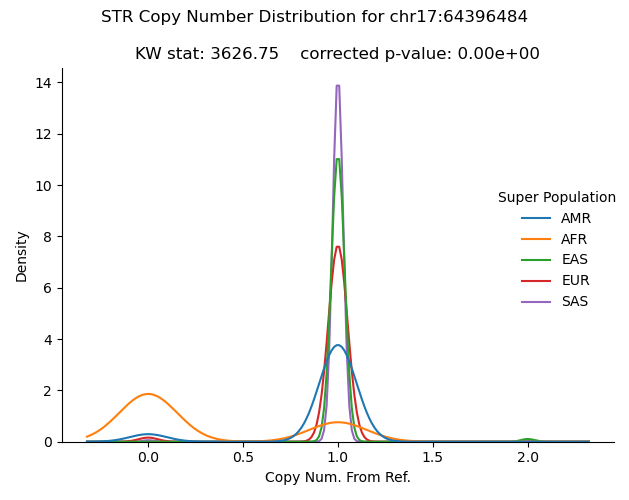 STR Copy Number Distribution for chr17:64396484
KW stat: 3626.75    corrected p-value: 0.00e+00
14
12
10
8
6
4
2
0
Density
0.0
0.5
1.0
1.5
2.0
Copy Num. From Ref.
Super Population
AMR
AFR
EAS
EUR
SAS